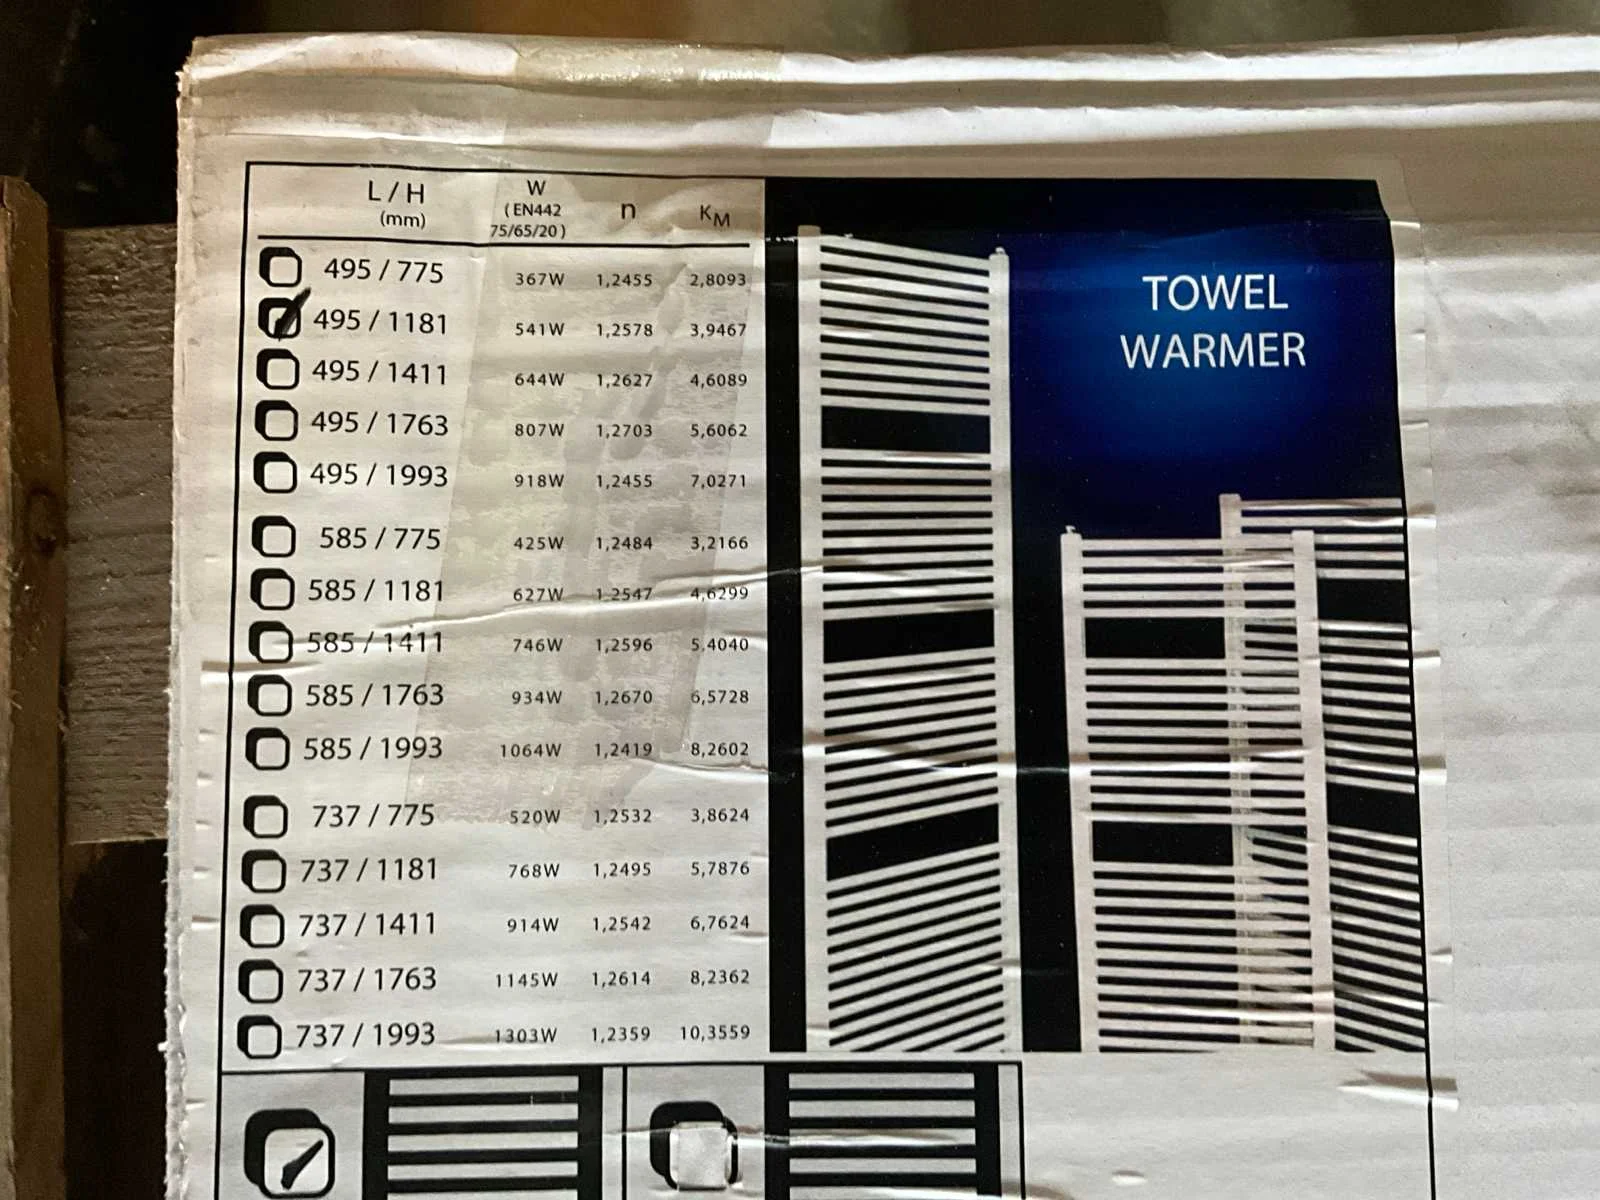 L / H W n KM
(mm) (EN442
75/65/20)
495 / 775 367W 1,2455 2,8093
495 / 1181 541W 1,2578 3,9467
495 / 1411 644W 1,2627 4,6089
495 / 1763 807W 1,2703 5,6062
495 / 1993 918W 1,2455 7,0271
585 / 775 425W 1,2484 3,2166
585 / 1181 627W 1,2547 4,6299
585 / 1411 746W 1,2596 5.4040
585 / 1763 934W 1,2670 6,5728
585 / 1993 1064W 1,2419 8,2602
737 / 775 520W 1,2532 3,8624
737 / 1181 768W 1,2495 5,7876
737 / 1411 914W 1,2542 6,7624
737 / 1763 1145W 1,2614 8,2362
737 / 1993 1303W 1,2359 10,3559
TOWEL
WARMER